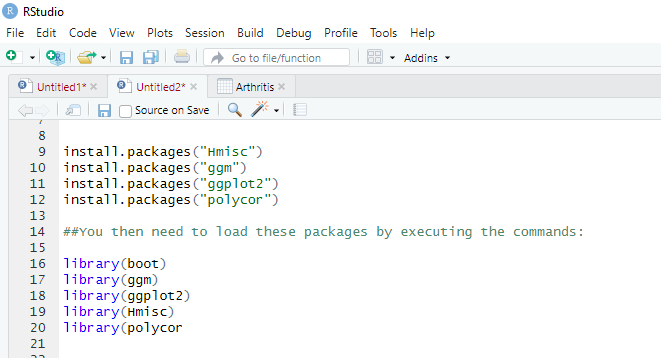 RStudio
File Edit Code View Plots Session Build Debug Profile Tools Help
Go to file/function Addins
Untitled1* Untitled2* Arthritis
Source on Save
7
8
9 install.packages("Hmisc")
10 install.packages("ggm")
11 install.packages("ggplot2")
12 install.packages("polycor")
13
14 ##You then need to load these packages by executing the commands:
15
16 library(boot)
17 library(ggm)
18 library(ggplot2)
19 library(Hmisc)
20 library(polycor
21
22